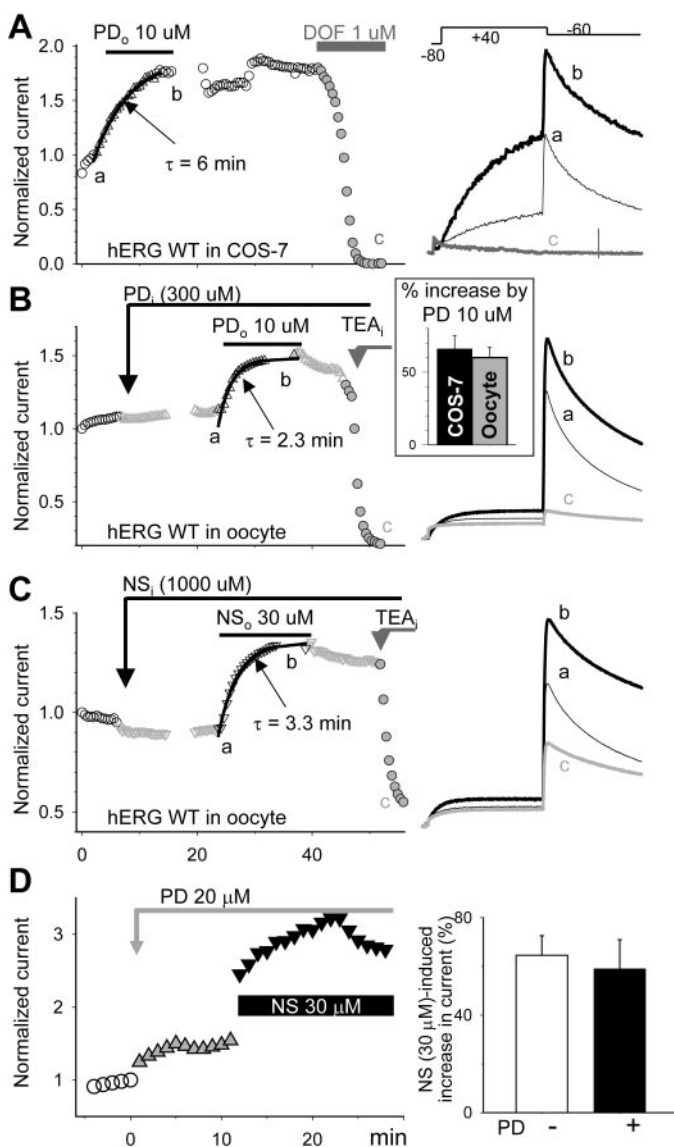 A
PD₀ 10 uM
DOF 1 uM
2.0
1.5
1.0
0.5
0.0
Normalized current
a
b
c
τ = 6 min
hERG WT in COS-7
-80
+40
-60
b
a
c
B
PDᵢ (300 uM)
PDₒ 10 uM
TEAᵢ
1.5
1.0
0.5
Normalized current
a
b
c
τ = 2.3 min
hERG WT in oocyte
% increase by
PD 10 uM
50
0
COS-7
Oocyte
b
a
c
C
NSᵢ (1000 uM)
NSₒ 30 uM
TEAᵢ
1.5
1.0
0.5
Normalized current
a
b
c
τ = 3.3 min
hERG WT in oocyte
0
20
40
b
a
c
D
PD 20 μM
3
2
1
Normalized current
NS 30 μM
0
10
20
min
NS (30 μM)-induced
increase in current (%)
80
40
0
PD - +